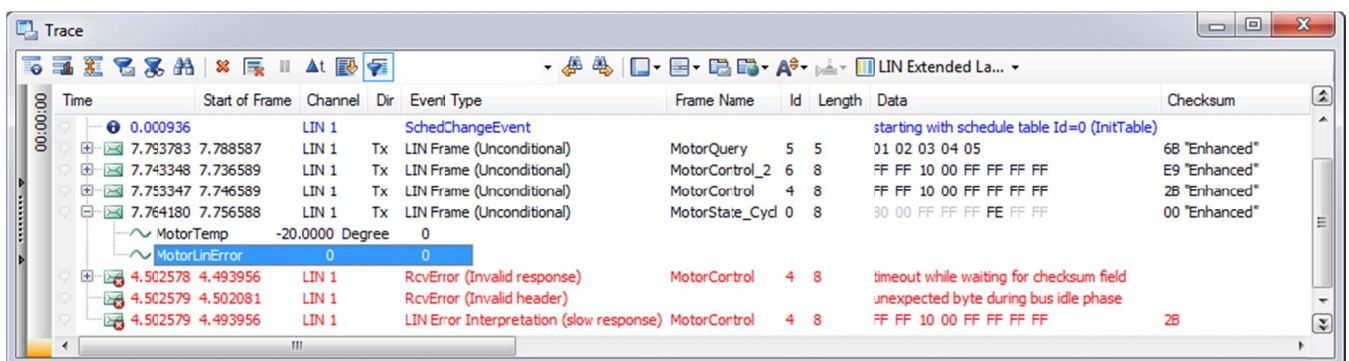 Trace
Δt LIN Extended La...
00:00:00
Time Start of Frame Channel Dir Event Type Frame Name Id Length Data Checksum
0.000936 LIN 1 SchedChangeEvent starting with schedule table Id=0 (InitTable)
7.793783 7.788587 LIN 1 Tx LIN Frame (Unconditional) MotorQuery 5 5 01 02 03 04 05 6B "Enhanced"
7.743348 7.736589 LIN 1 Tx LIN Frame (Unconditional) MotorControl_2 6 8 FF FF 10 00 FF FF FF FF E9 "Enhanced"
7.753347 7.746589 LIN 1 Tx LIN Frame (Unconditional) MotorControl 4 8 FF FF 10 00 FF FF FF FF 2B "Enhanced"
7.764180 7.756588 LIN 1 Tx LIN Frame (Unconditional) MotorState_Cycl 0 8 80 00 FF FF FF FE FF FF 00 "Enhanced"
MotorTemp -20.0000 Degree 0
MotorLinError 0 0
4.502578 4.493956 LIN 1 RcvError (Invalid response) MotorControl 4 8 timeout while waiting for checksum field
4.502579 4.502081 LIN 1 RcvError (Invalid header) unexpected byte during bus idle phase
4.502579 4.493956 LIN 1 LIN Error Interpretation (slow response) MotorControl 4 8 FF FF 10 00 FF FF FF FF 2B